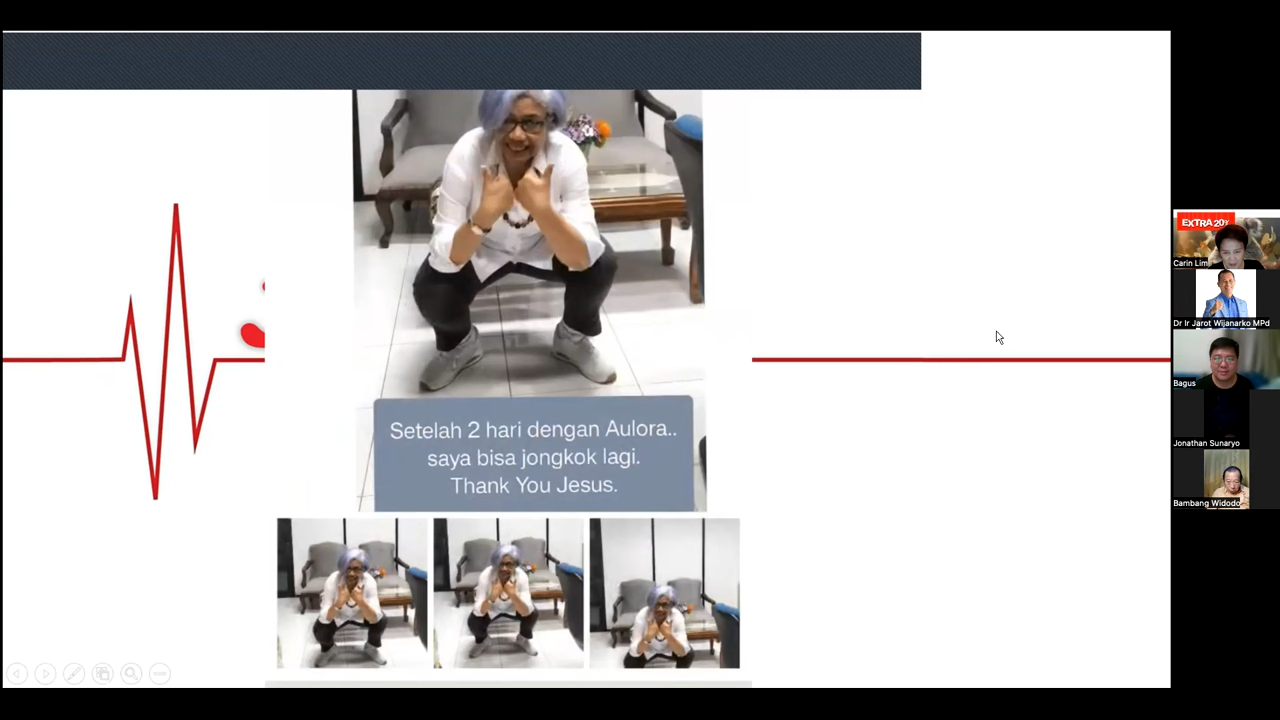 Setelah 2 hari dengan Aulora..
saya bisa jongkok lagi.
Thank You Jesus.
EXTRA 20%
Carin Lim
Dr Ir Jarot Wijanarko MPd
Bagus
Jonathan Sunaryo
Bambang Widodo